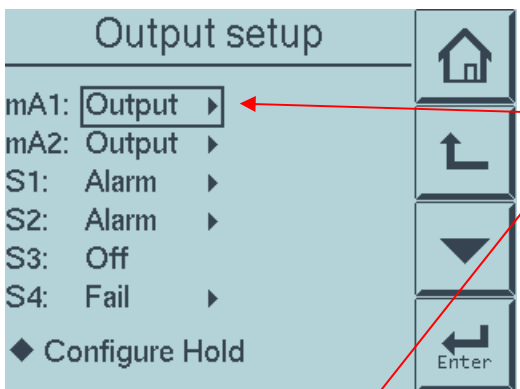 Output setup
mA1: Output
mA2: Output
S1: Alarm
S2: Alarm
S3: Off
S4: Fail
Configure Hold
Enter